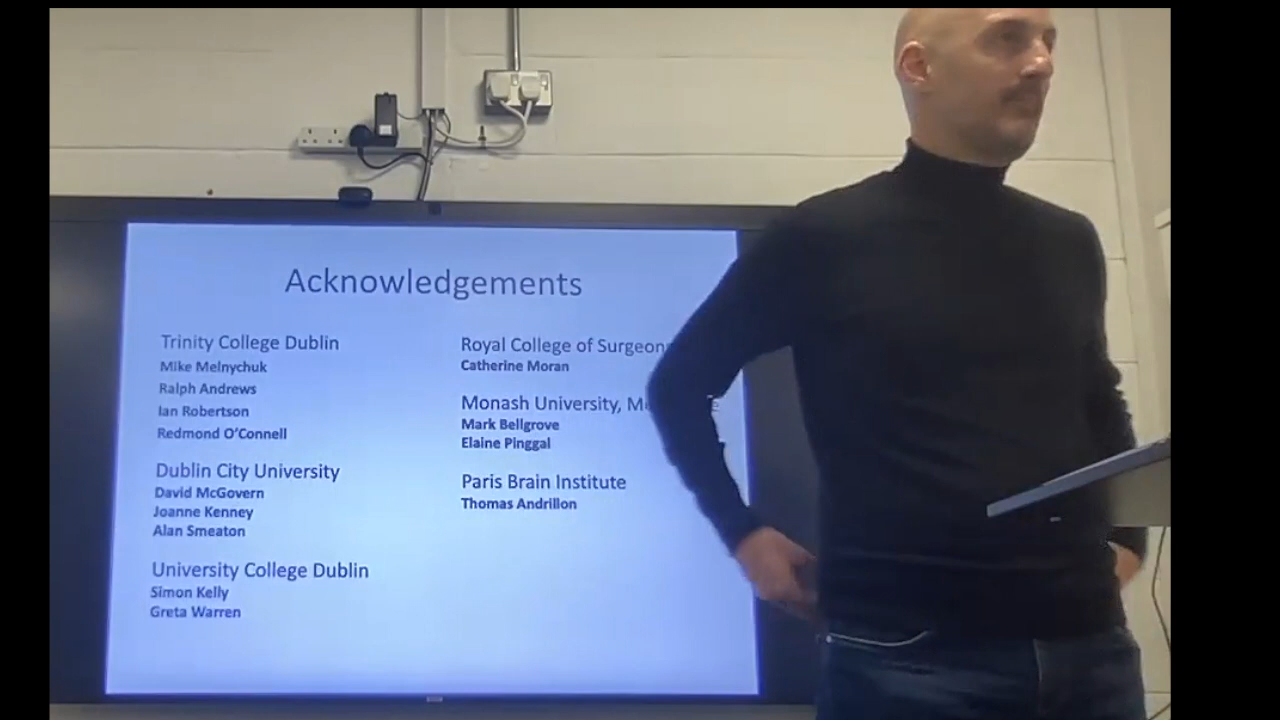 Acknowledgements
Trinity College Dublin
Mike Melnychuk
Ralph Andrews
Ian Robertson
Redmond O'Connell
Dublin City University
David McGovern
Joanne Kenney
Alan Smeaton
University College Dublin
Simon Kelly
Greta Warren
Royal College of Surgeon
Catherine Moran
Monash University,
Mark Bellgrove
Elaine Pinggal
Paris Brain Institute
Thomas Andrillon